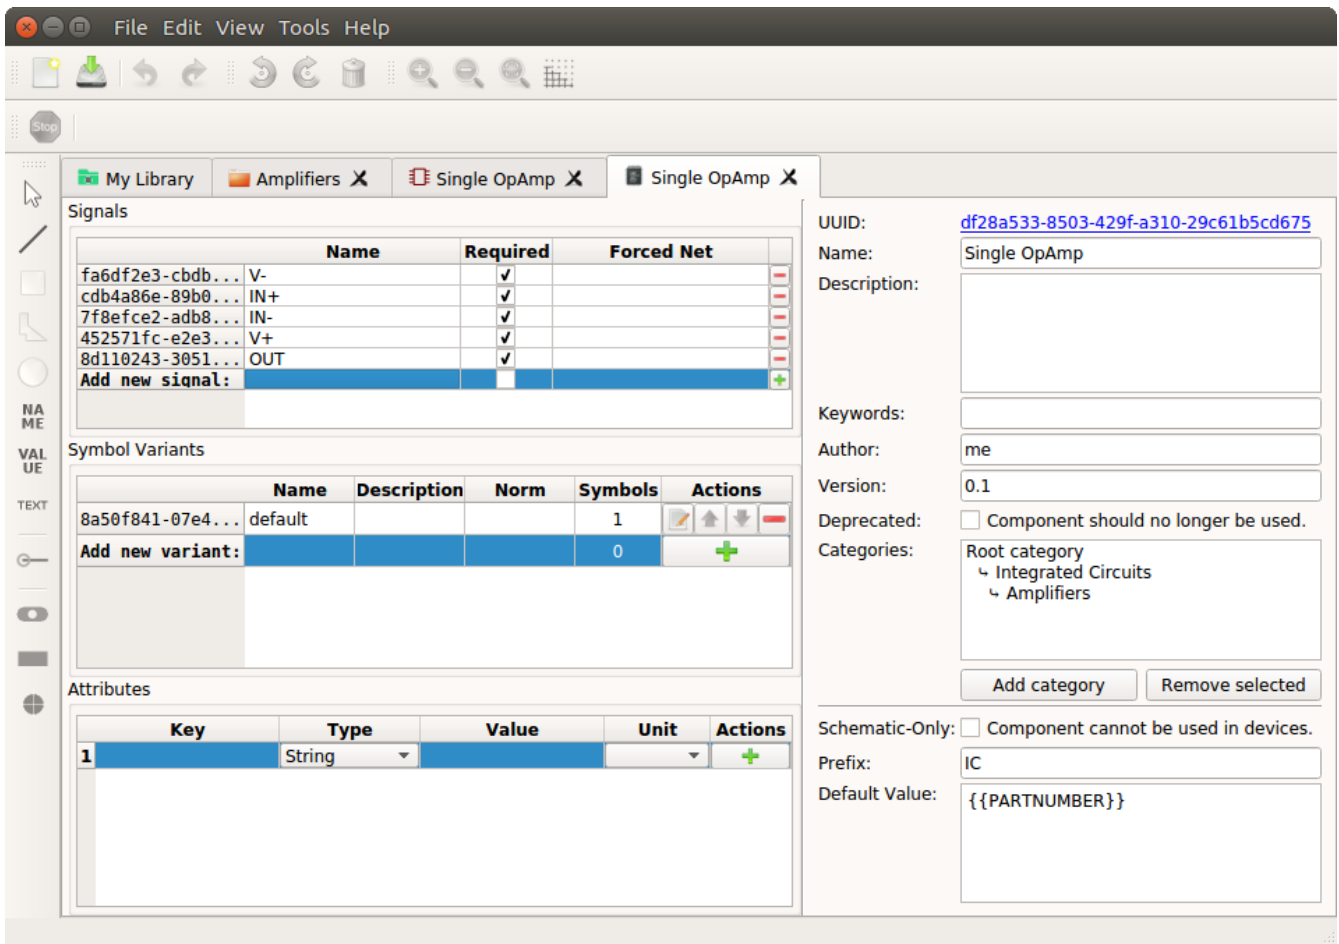 File Edit View Tools Help
Stop
My Library
Amplifiers
Single OpAmp
Single OpAmp
NA
ME
VAL
UE
TEXT
Signals
Name Required Forced Net
fa6df2e3-cbdb... V-
cdb4a86e-89b0... IN+
7f8efce2-adb8... IN-
452571fc-e2e3... V+
8d110243-3051... OUT
Add new signal:
Symbol Variants
Name Description Norm Symbols Actions
8a50f841-07e4... default 1
Add new variant: 0
Attributes
Key Type Value Unit Actions
1 String
UUID: df28a533-8503-429f-a310-29c61b5cd675
Name: Single OpAmp
Description:
Keywords:
Author: me
Version: 0.1
Deprecated: Component should no longer be used.
Categories: Root category
↳ Integrated Circuits
↳ Amplifiers
Add category Remove selected
Schematic-Only: Component cannot be used in devices.
Prefix: IC
Default Value: {{PARTNUMBER}}